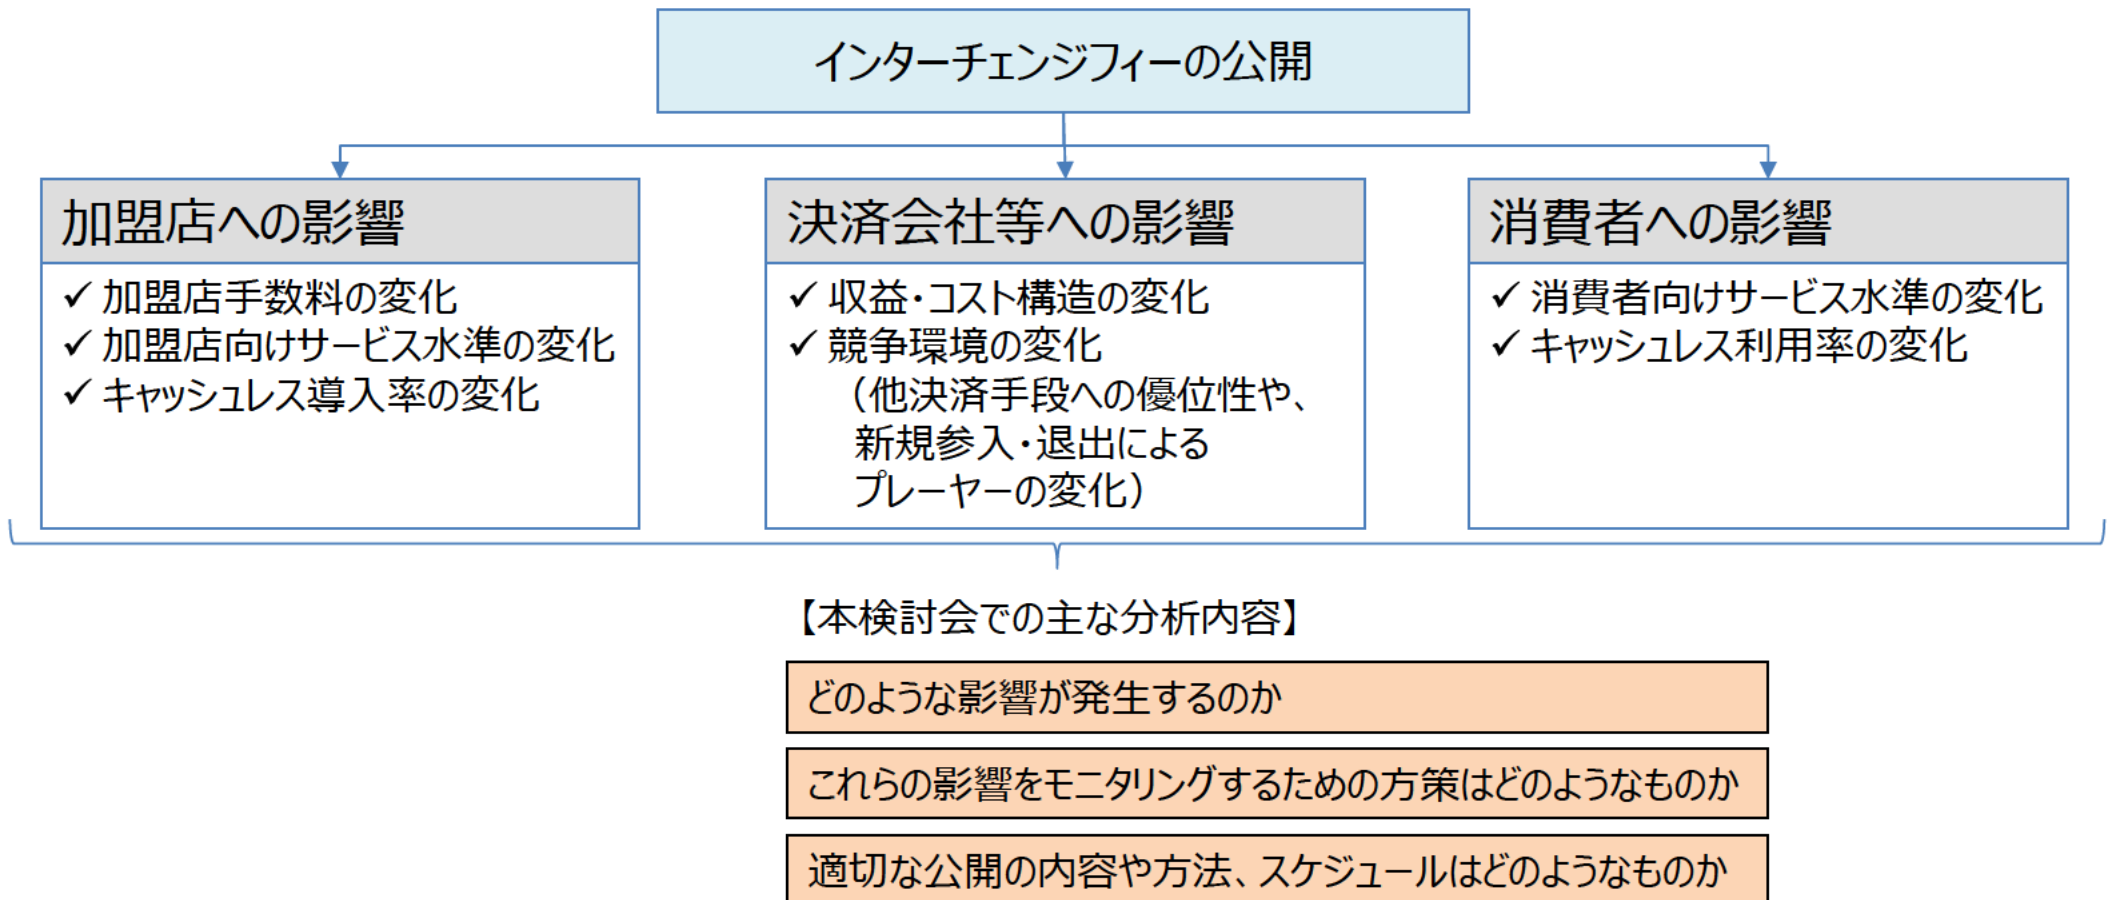 インターチェンジフィーの公開
加盟店への影響
✓ 加盟店手数料の変化
✓ 加盟店向けサービス水準の変化
✓ キャッシュレス導入率の変化
決済会社等への影響
✓ 収益・コスト構造の変化
✓ 競争環境の変化
（他決済手段への優位性や、
新規参入・退出による
プレーヤーの変化）
消費者への影響
✓ 消費者向けサービス水準の変化
✓ キャッシュレス利用率の変化
【本検討会での主な分析内容】
どのような影響が発生するのか
これらの影響をモニタリングするための方策はどのようなものか
適切な公開の内容や方法、スケジュールはどのようなものか